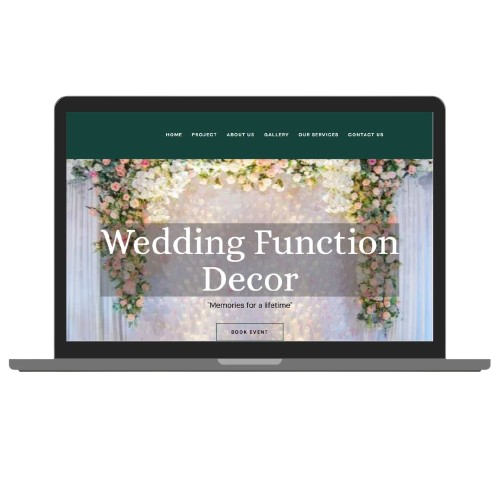 HOME PROJECT ABOUT US GALLERY OUR SERVICES CONTACT US
Wedding Function
Decor
"Memories for a lifetime"
BOOK EVENT